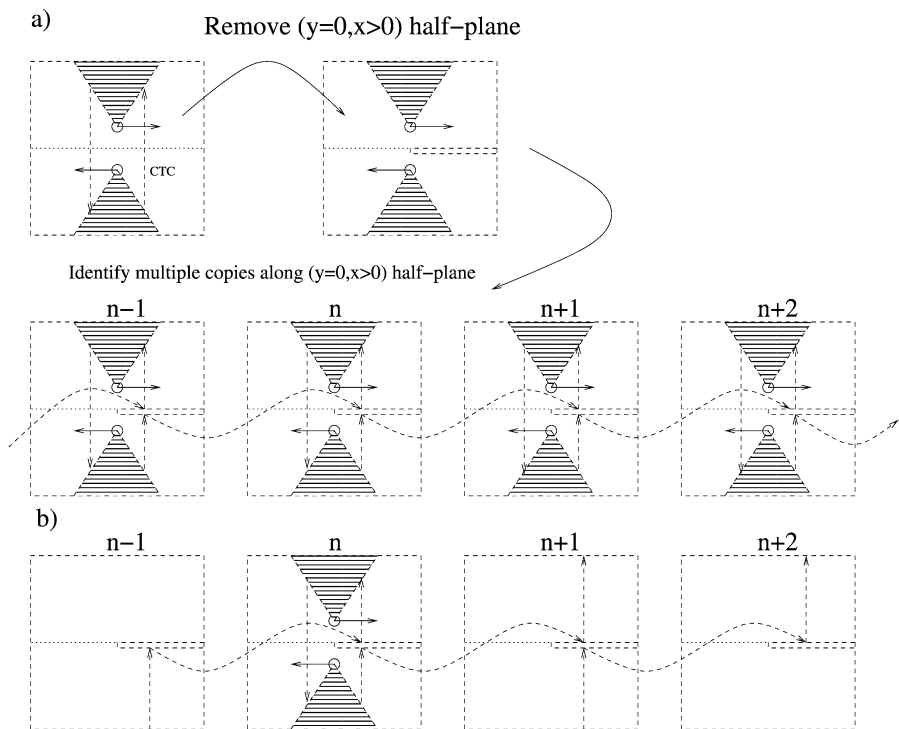 a)
Remove (y=0,x>0) half−plane
CTC
Identify multiple copies along (y=0,x>0) half−plane
n−1 n n+1 n+2
b)
n−1 n n+1 n+2